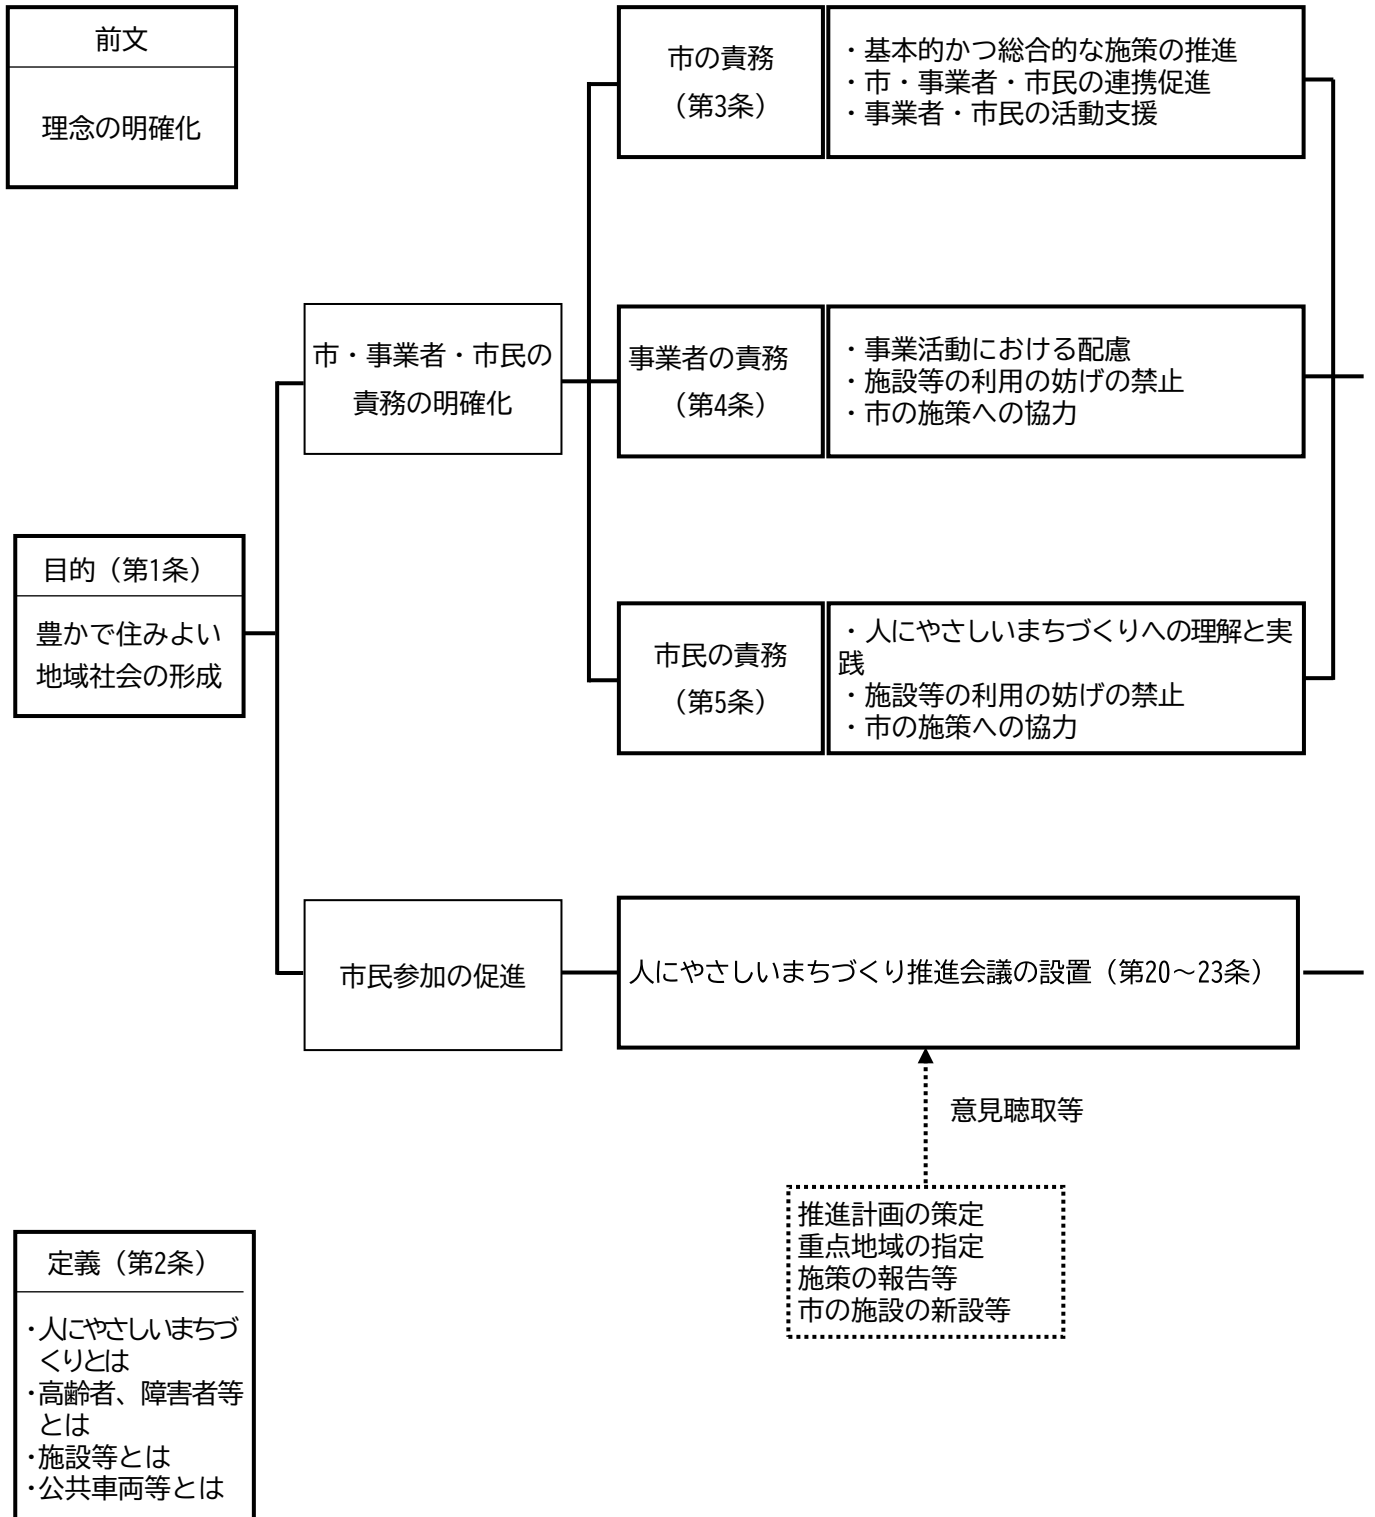 前文
理念の明確化
市の責務
（第3条）
・基本的かつ総合的な施策の推進
・市・事業者・市民の連携促進
・事業者・市民の活動支援
市・事業者・市民の
責務の明確化
事業者の責務
（第4条）
・事業活動における配慮
・施設等の利用の妨げの禁止
・市の施策への協力
目的（第1条）
豊かで住みよい
地域社会の形成
市民の責務
（第5条）
・人にやさしいまちづくりへの理解と実
践
・施設等の利用の妨げの禁止
・市の施策への協力
市民参加の促進
人にやさしいまちづくり推進会議の設置（第20～23条）
意見聴取等
推進計画の策定
重点地域の指定
施策の報告等
市の施設の新設等
定義（第2条）
・人にやさしいまちづ
くりとは
・高齢者、障害者等
とは
・施設等とは
・公共車両等とは